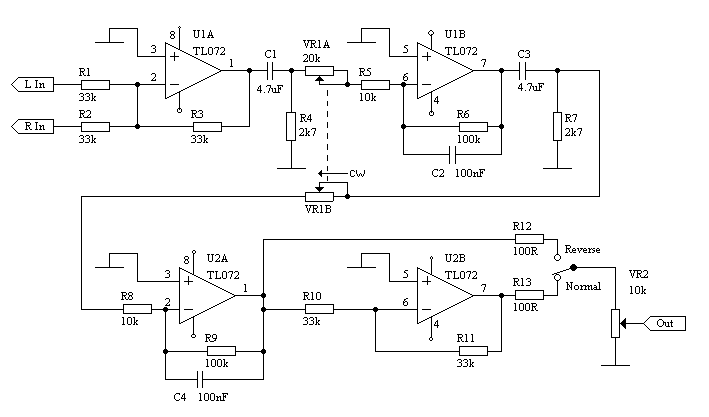 8 U1A
TL072
3
+
2
−
1
C1
4.7uF
VR1A
20k
U1B
TL072
5
+
6
−
7
4
C3
4.7uF
L In
R1
33k
R In
R2
33k
R3
33k
R4
2k7
R5
10k
R6
100k
C2 100nF
R7
2k7
CW
VR1B
8 U2A
TL072
3
+
2
−
1
U2B
TL072
5
+
6
−
7
4
R12
100R
Reverse
Normal
R13
100R
VR2
10k
Out
R8
10k
R9
100k
C4 100nF
R10
33k
R11
33k